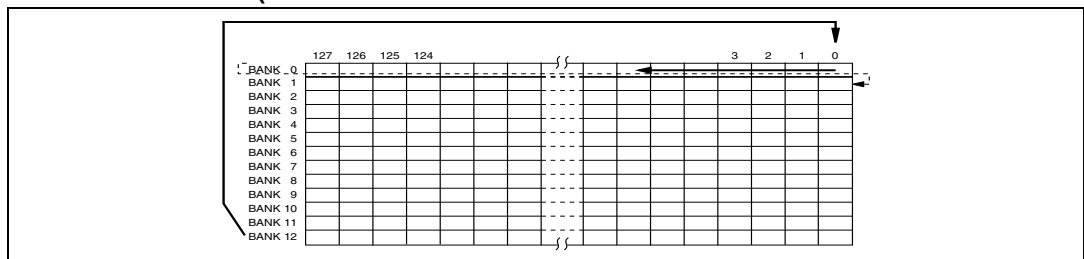 127 126 125 124 3 2 1 0
BANK 0
BANK 1
BANK 2
BANK 3
BANK 4
BANK 5
BANK 6
BANK 7
BANK 8
BANK 9
BANK 10
BANK 11
BANK 12